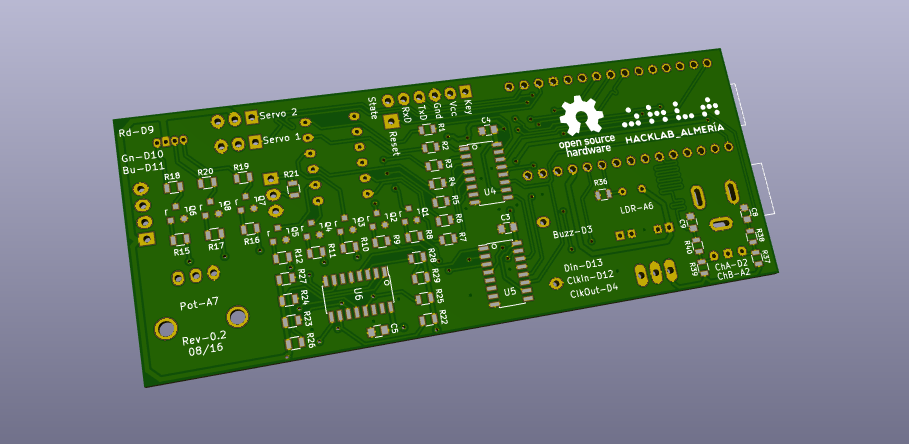 Rd-D9
Gn-D10
Bu-D11
Servo 2
Servo 1
State
RxD
TxD
Gnd
Vcc
Key
Reset
R1
R2
R3
R4
R5
R6
R7
R8
R9
R10
R11
R12
R18
R20
R19
R21
R15
R17
R16
R27
R24
R23
R26
R28
R29
R25
R22
C4
C3
C5
U4
U5
U6
open source
hardware
HACKLAB_ALMERÍA
R36
LDR-A6
Buzz-D3
Din-D13
ClkIn-D12
ClkOut-D4
C9
C8
R40
R39
R38
R37
ChA-D2
ChB-A2
Pot-A7
Rev-0.2
08/16